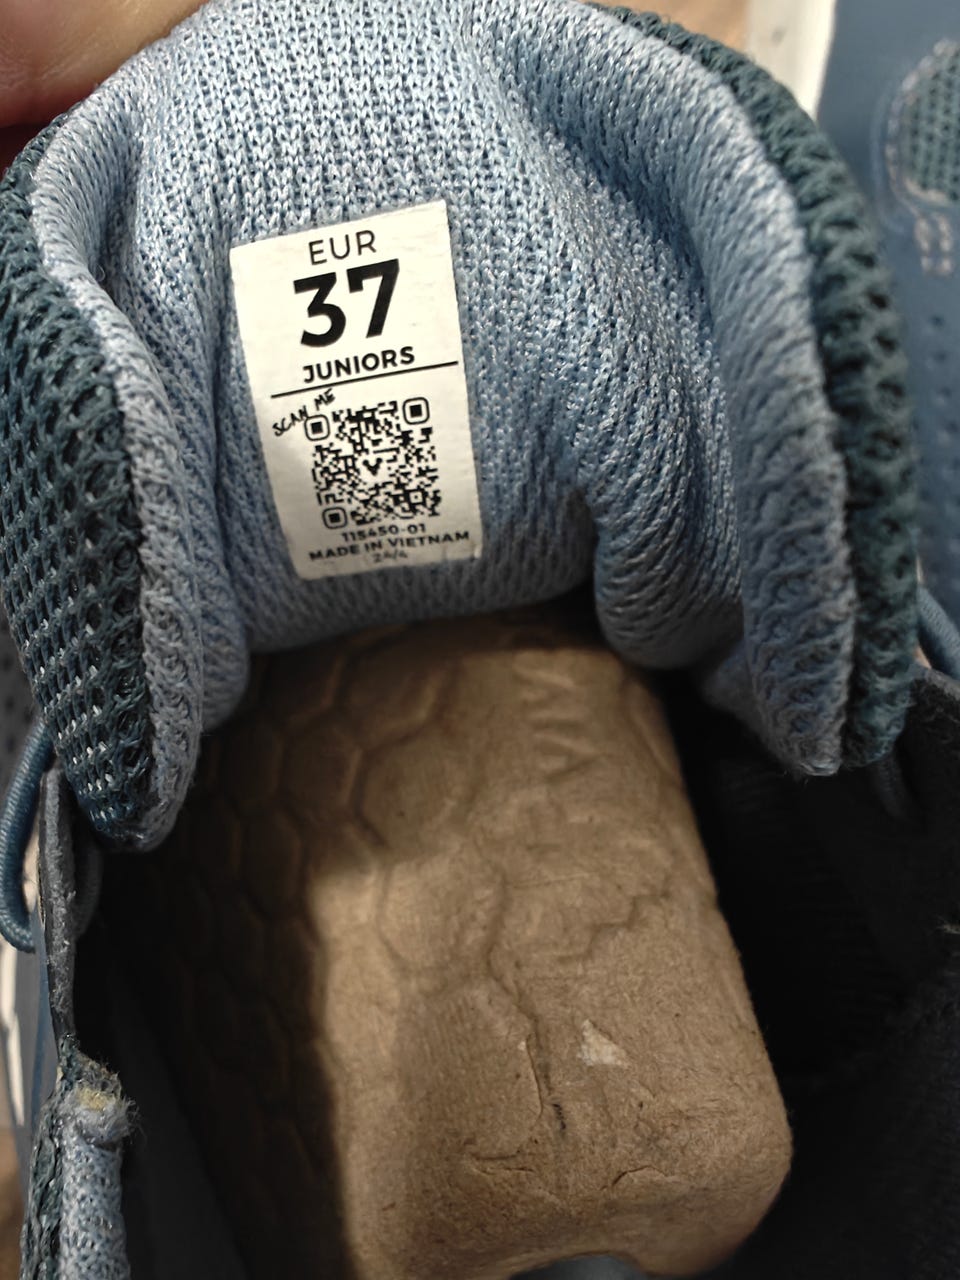 EUR
37
JUNIORS
SCAN ME
115450-01
MADE IN VIETNAM
24/4